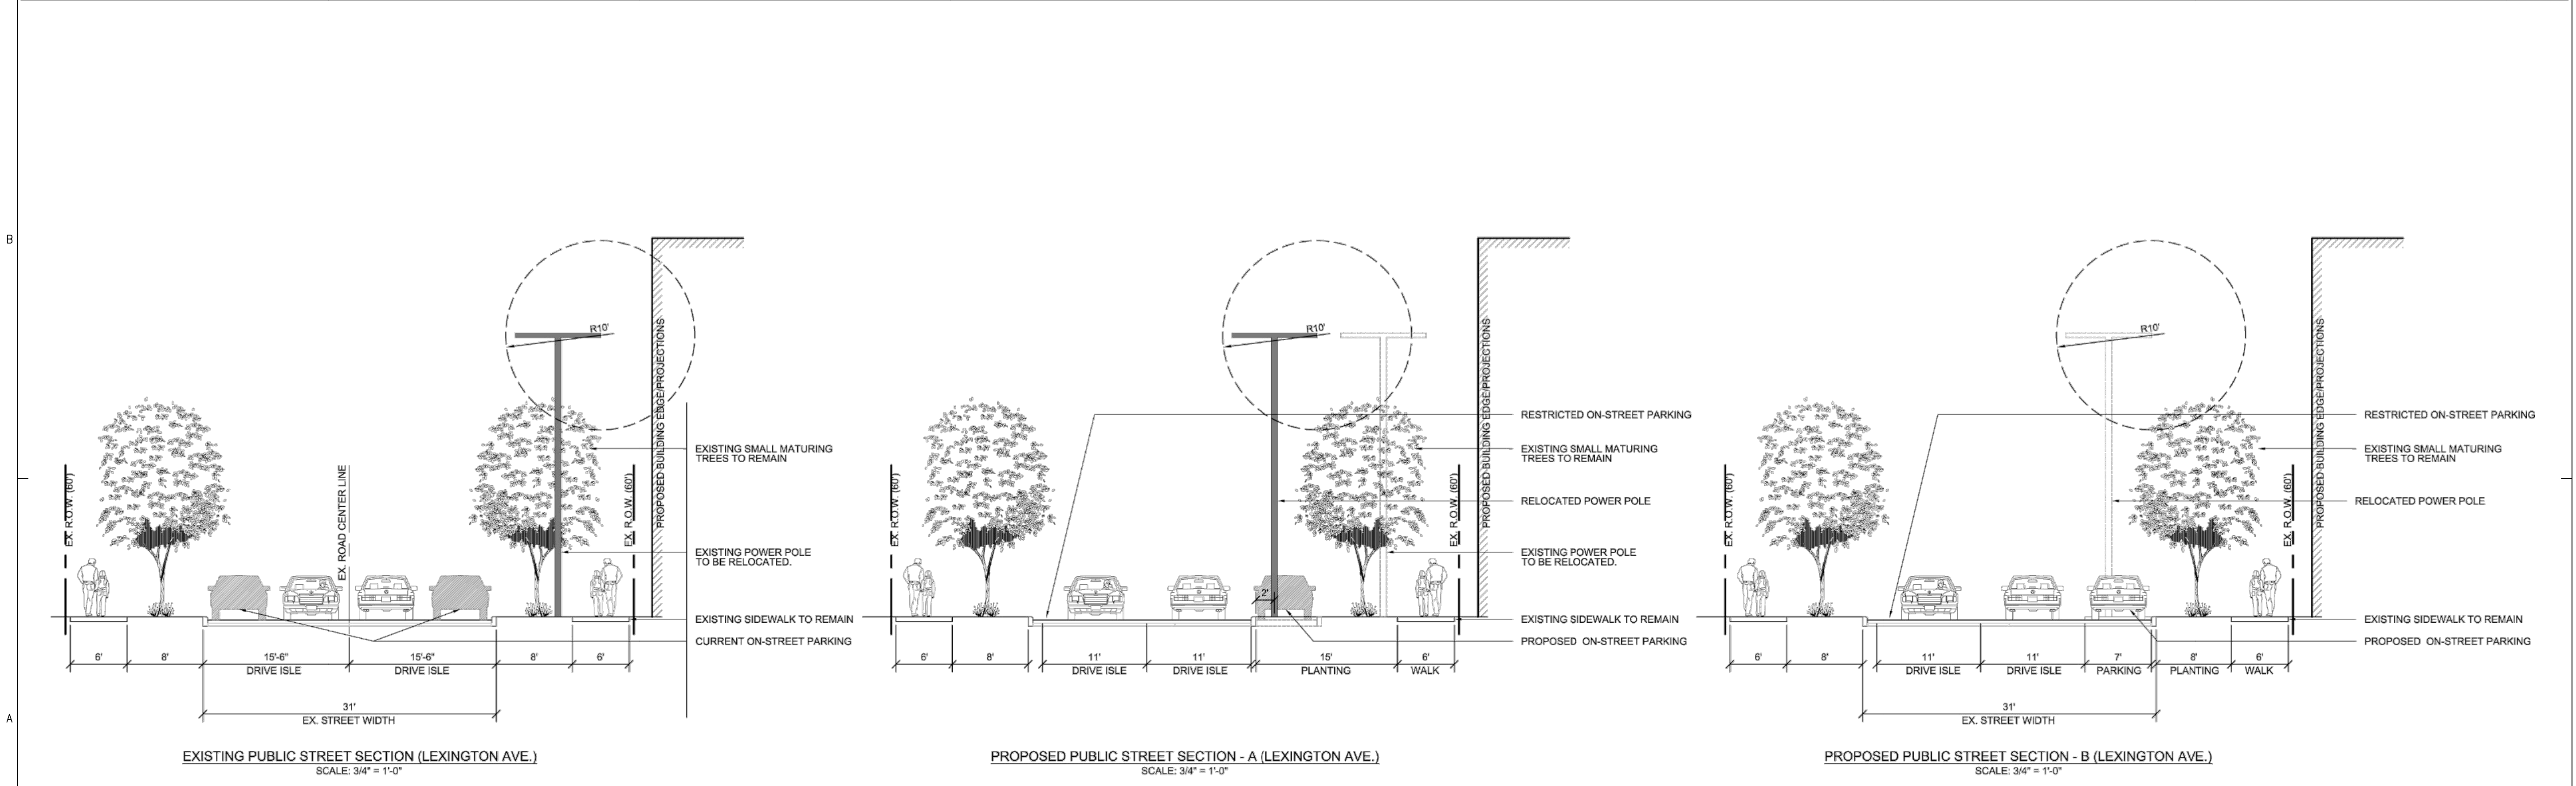 B
A
EX. R.O.W. (60')
EX. ROAD CENTER LINE
R10'
EX. R.O.W. (60')
PROPOSED BUILDING EDGE/PROJECTIONS
EXISTING SMALL MATURING
TREES TO REMAIN
EXISTING POWER POLE
TO BE RELOCATED.
EXISTING SIDEWALK TO REMAIN
CURRENT ON-STREET PARKING
6' 8' 15'-6" 15'-6" 8' 6'
DRIVE ISLE DRIVE ISLE
31'
EX. STREET WIDTH
EXISTING PUBLIC STREET SECTION (LEXINGTON AVE.)
SCALE: 3/4" = 1'-0"
EX. R.O.W. (60')
R10'
2'
EX. R.O.W. (60')
PROPOSED BUILDING EDGE/PROJECTIONS
RESTRICTED ON-STREET PARKING
EXISTING SMALL MATURING
TREES TO REMAIN
RELOCATED POWER POLE
EXISTING POWER POLE
TO BE RELOCATED.
EXISTING SIDEWALK TO REMAIN
PROPOSED ON-STREET PARKING
6' 8' 11' 11' 15' 6'
DRIVE ISLE DRIVE ISLE PLANTING WALK
PROPOSED PUBLIC STREET SECTION - A (LEXINGTON AVE.)
SCALE: 3/4" = 1'-0"
EX. R.O.W. (60')
R10'
EX. R.O.W. (60')
PROPOSED BUILDING EDGE/PROJECTIONS
RESTRICTED ON-STREET PARKING
EXISTING SMALL MATURING
TREES TO REMAIN
RELOCATED POWER POLE
EXISTING SIDEWALK TO REMAIN
PROPOSED ON-STREET PARKING
6' 8' 11' 11' 7' 8' 6'
DRIVE ISLE DRIVE ISLE PARKING PLANTING WALK
31'
EX. STREET WIDTH
PROPOSED PUBLIC STREET SECTION - B (LEXINGTON AVE.)
SCALE: 3/4" = 1'-0"